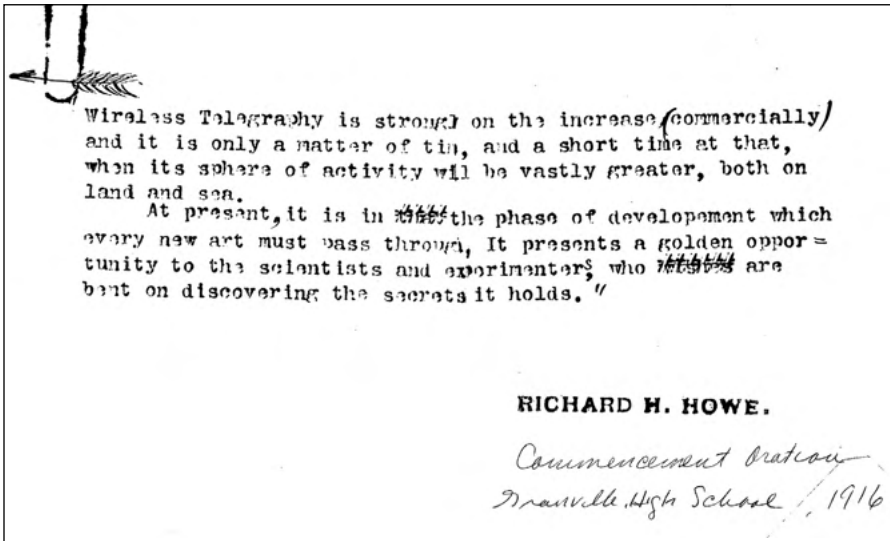 Wireless Telegraphy is strong on the increase,(commercially)
and it is only a matter of tim, and a short time at that,
when its sphere of activity wil be vastly greater, both on
land and sea.
At present, it is in the phase of developement which
every new art must pass through, It presents a golden oppor=
tunity to the scientists and experimenters, who are
bent on discovering the secrets it holds."
RICHARD H. HOWE.
Commencement Oration
Granville High School, 1916